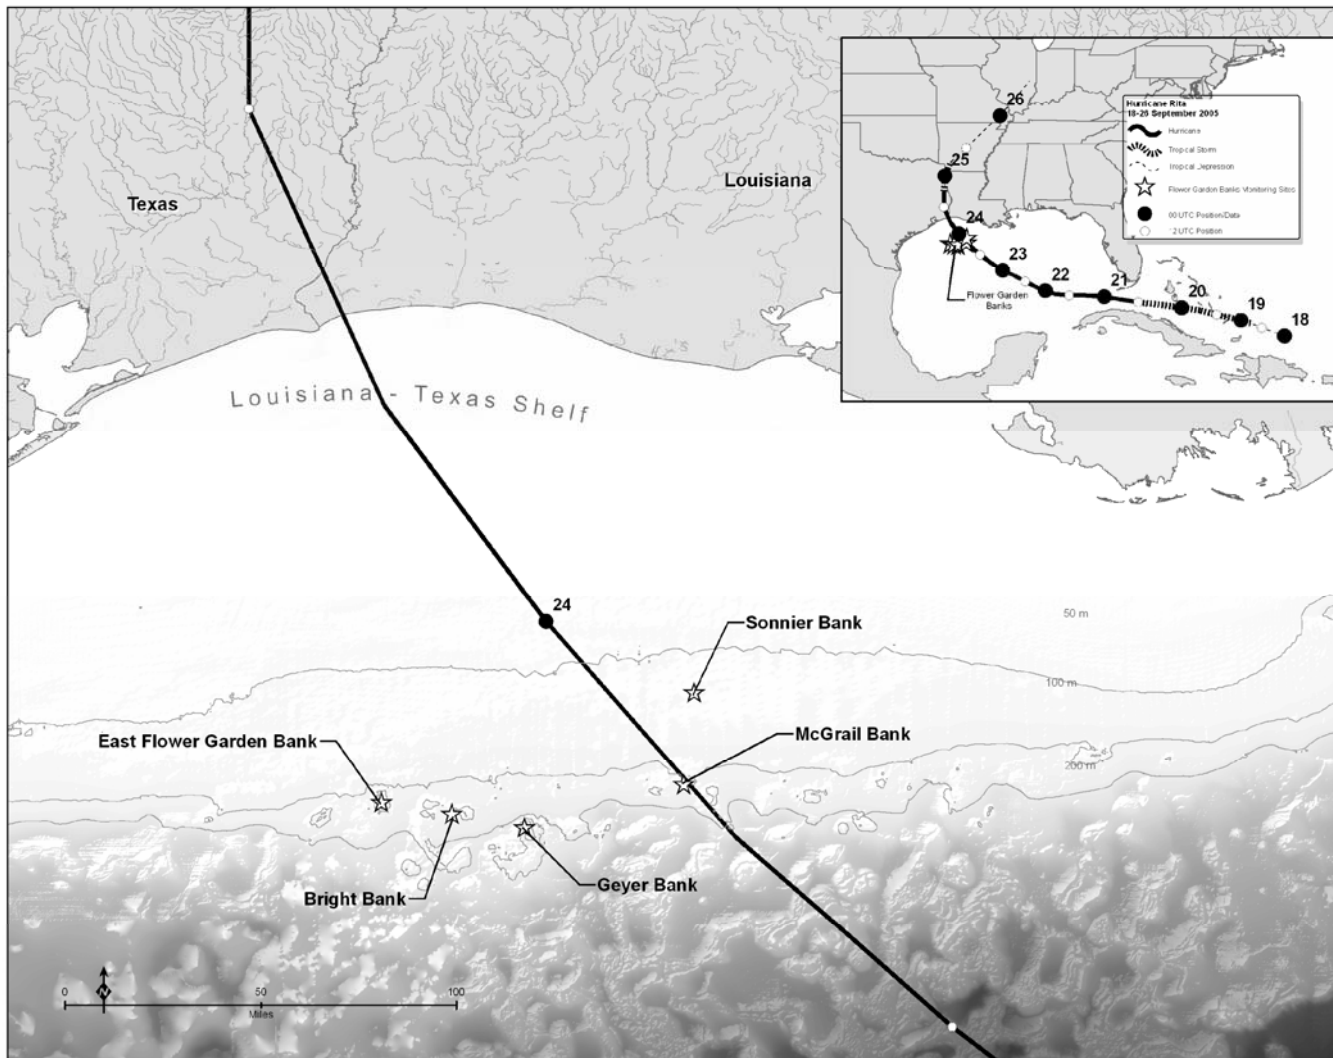 Texas
Louisiana
Louisiana - Texas Shelf
24
Sonnier Bank
50 m
100 m
McGrail Bank
200 m
East Flower Garden Bank
Bright Bank
Geyer Bank
N
0 50 100
Miles
26
25
24
23
22
21
20
19
18
Flower Garden
Banks
Hurricane Rita
18-26 September 2005
Hurricane
Tropical Storm
Tropical Depression
Flower Garden Banks Monitoring Sites
00 UTC Position/Date
12 UTC Position